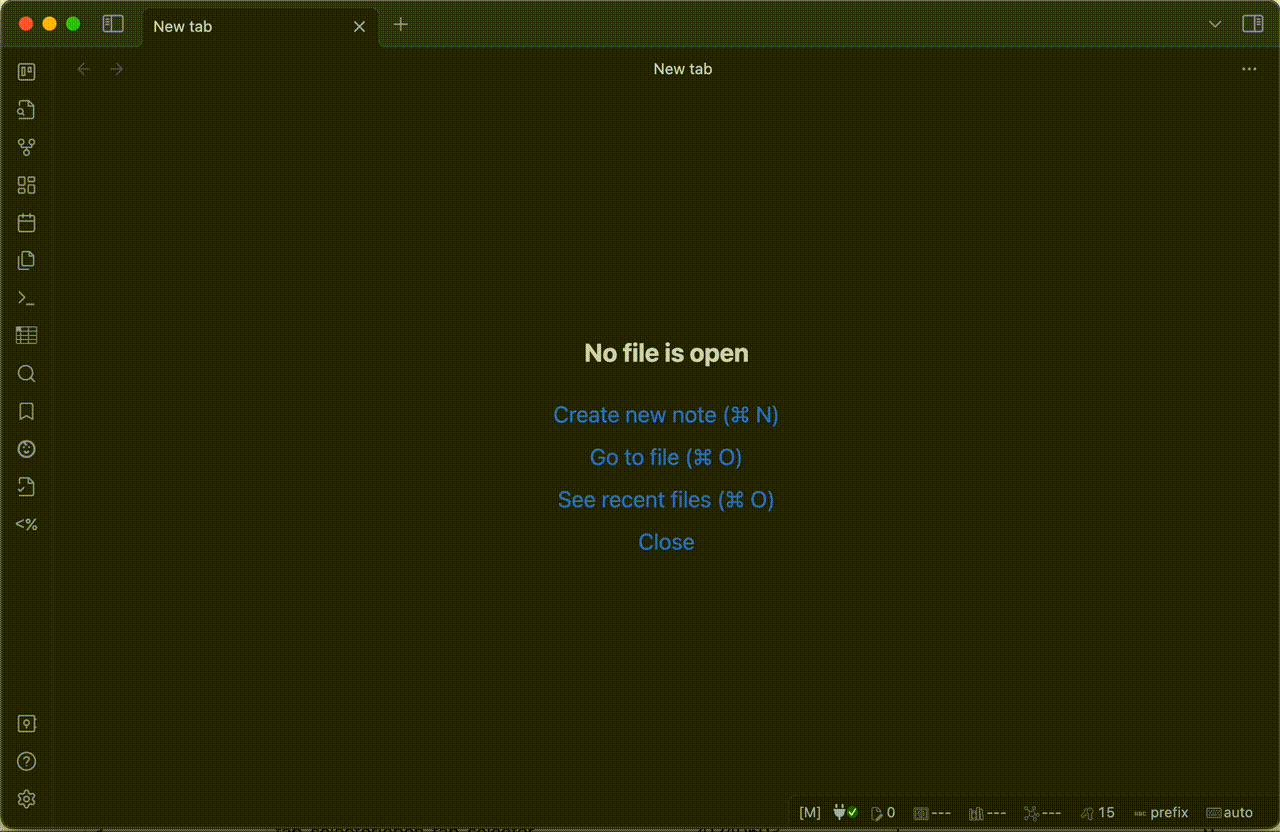 New tab
New tab
No file is open
Create new note (⌘ N)
Go to file (⌘ O)
See recent files (⌘ O)
Close
<%
[M] 0 --- --- --- 15 prefix auto